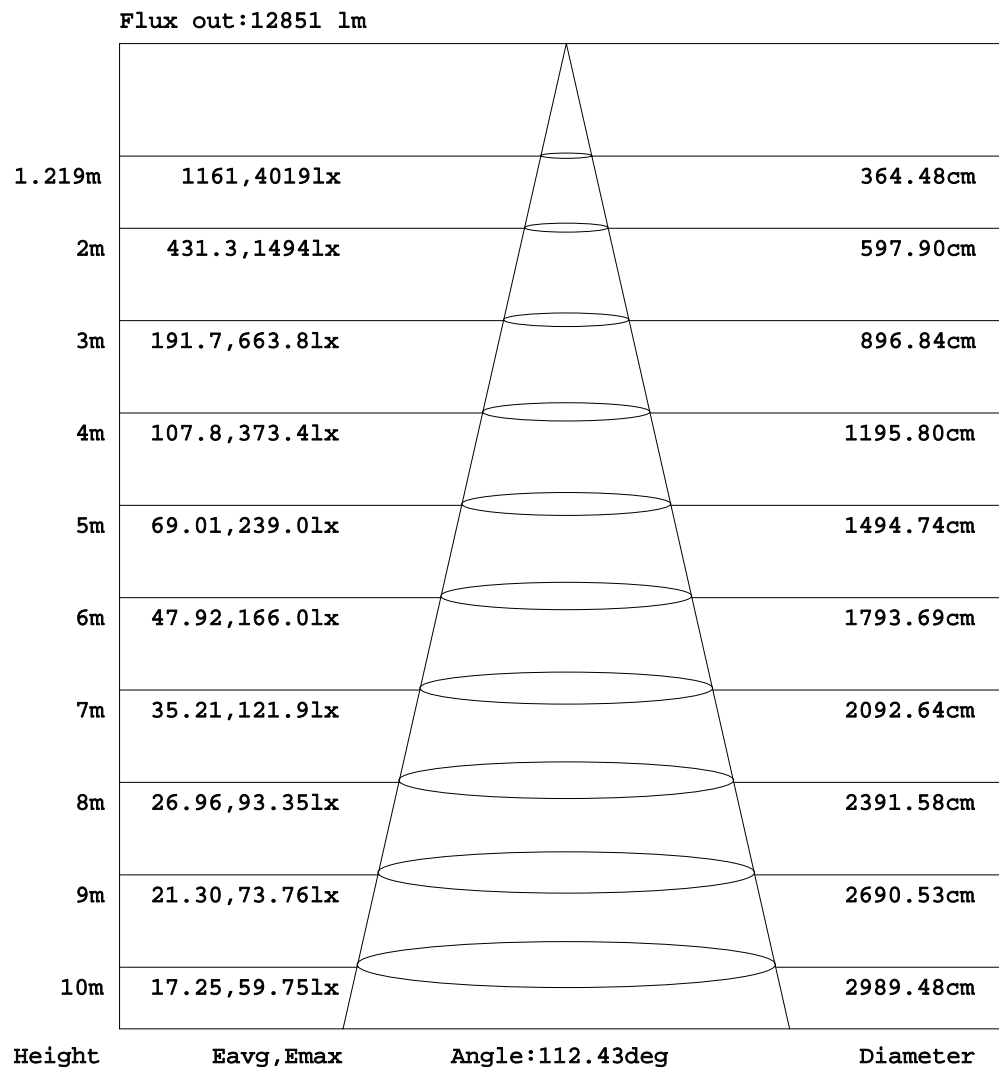 Flux out:12851 lm
1.219m 1161,4019lx 364.48cm
2m 431.3,1494lx 597.90cm
3m 191.7,663.8lx 896.84cm
4m 107.8,373.4lx 1195.80cm
5m 69.01,239.0lx 1494.74cm
6m 47.92,166.0lx 1793.69cm
7m 35.21,121.9lx 2092.64cm
8m 26.96,93.35lx 2391.58cm
9m 21.30,73.76lx 2690.53cm
10m 17.25,59.75lx 2989.48cm
Height Eavg,Emax Angle:112.43deg Diameter